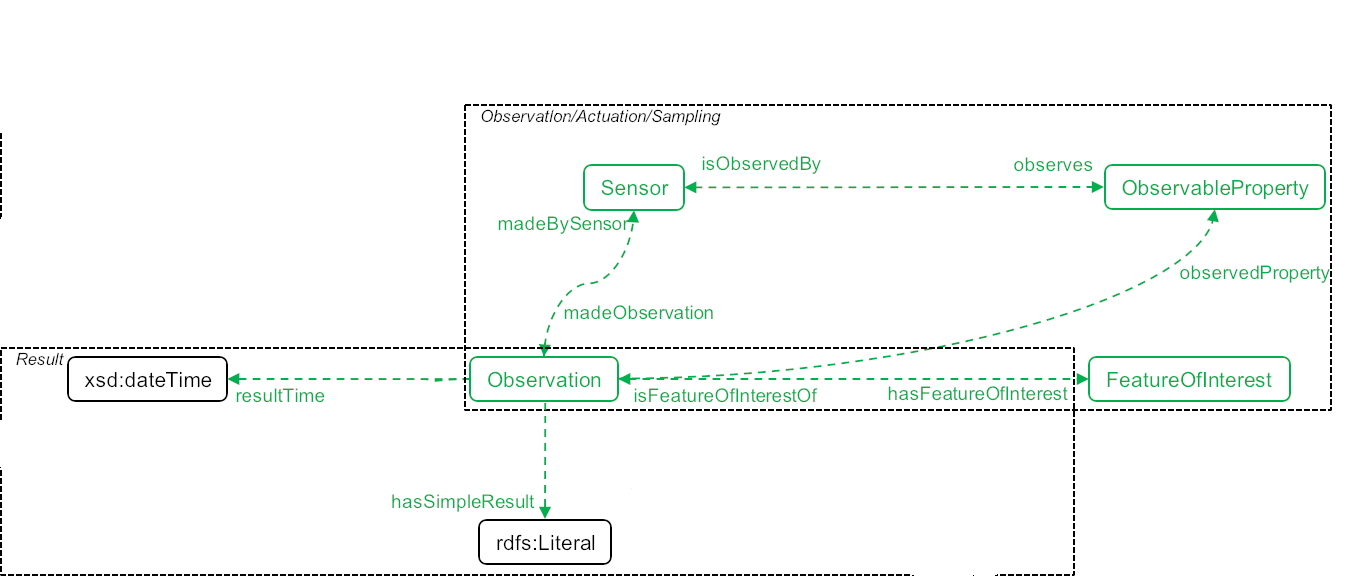 Observation/Actuation/Sampling
isObservedBy
observes
Sensor
ObservableProperty
madeBySensor
observedProperty
madeObservation
Result
xsd:dateTime
Observation
FeatureOfInterest
resultTime
isFeatureOfInterestOf
hasFeatureOfInterest
hasSimpleResult
rdfs:Literal